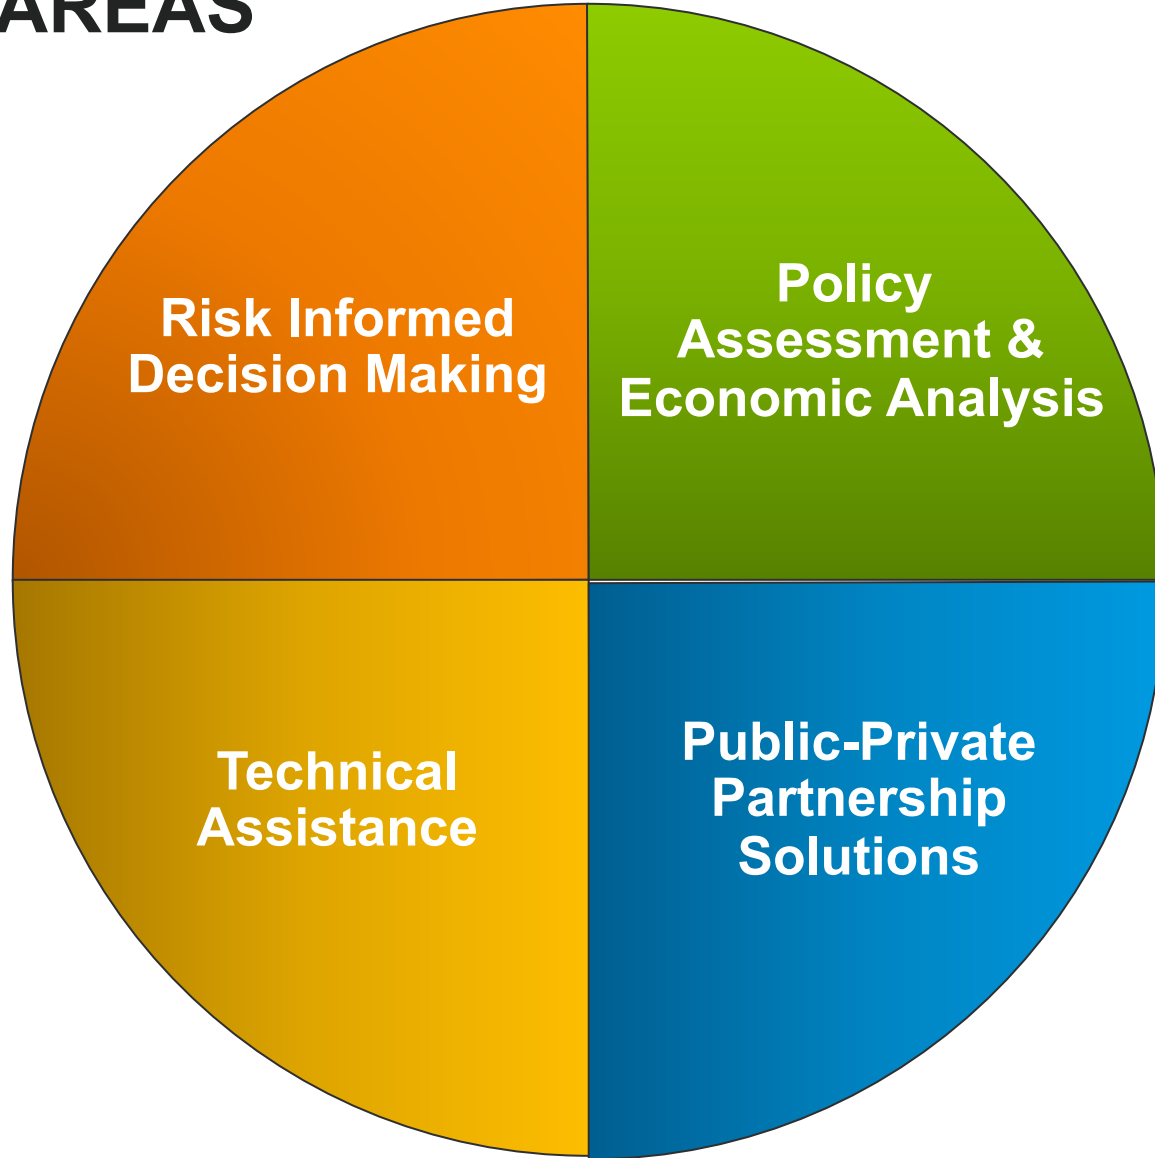 AREAS
Risk Informed
Decision Making
Policy
Assessment &
Economic Analysis
Technical
Assistance
Public-Private
Partnership
Solutions